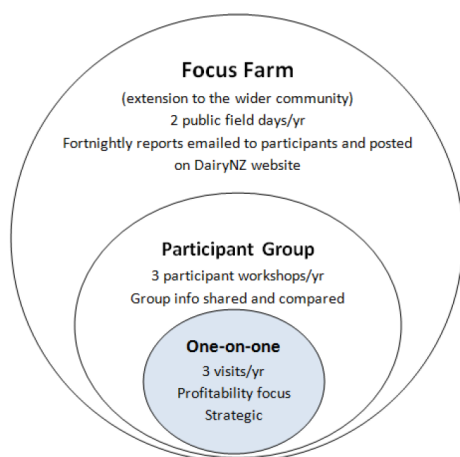 Focus Farm
(extension to the wider community)
2 public field days/yr
Fortnightly reports emailed to participants and posted
on DairyNZ website
Participant Group
3 participant workshops/yr
Group info shared and compared
One-on-one
3 visits/yr
Profitability focus
Strategic